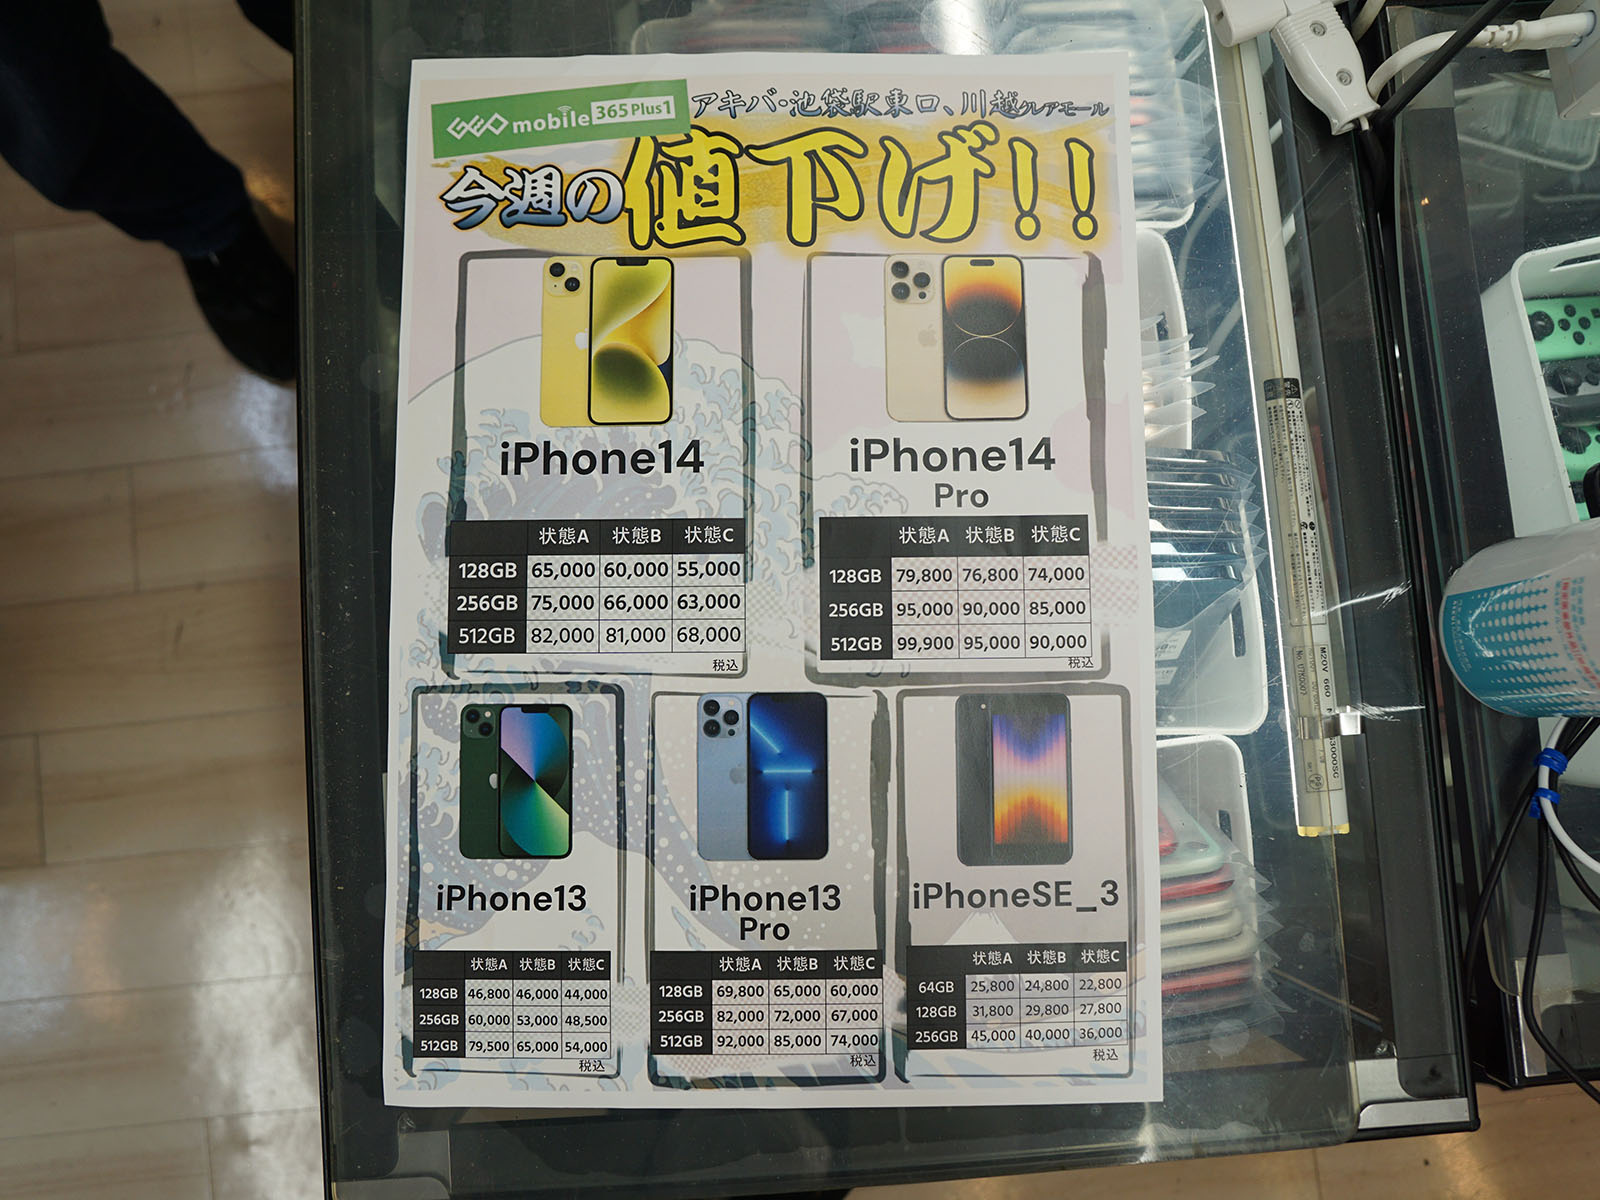 GEO mobile 365 Plus1
アキバ・池袋駅東口、川越クレアモール
今週の値下げ!!
iPhone14
状態A 状態B 状態C
128GB 65,000 60,000 55,000
256GB 75,000 66,000 63,000
512GB 82,000 81,000 68,000
税込
iPhone14
Pro
状態A 状態B 状態C
128GB 79,800 76,800 74,000
256GB 95,000 90,000 85,000
512GB 99,900 95,000 90,000
税込
iPhone13
状態A 状態B 状態C
128GB 46,800 46,000 44,000
256GB 60,000 53,000 48,500
512GB 79,500 65,000 54,000
税込
iPhone13
Pro
状態A 状態B 状態C
128GB 69,800 65,000 60,000
256GB 82,000 72,000 67,000
512GB 92,000 85,000 74,000
税込
iPhoneSE_3
状態A 状態B 状態C
64GB 25,800 24,800 22,800
128GB 31,800 29,800 27,800
256GB 45,000 40,000 36,000
税込
M20V 660